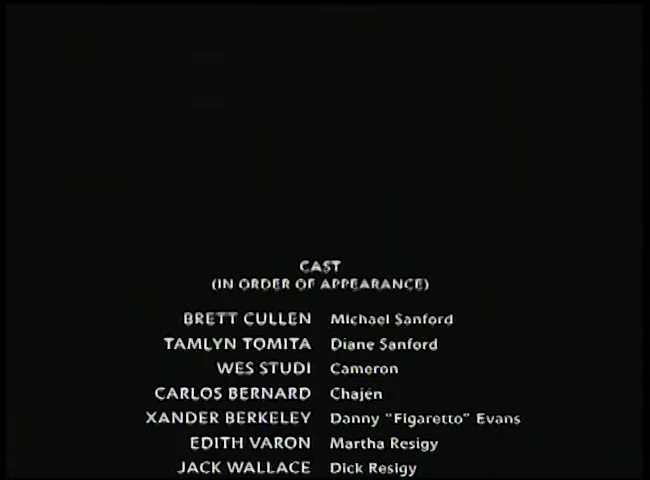 CAST
(IN ORDER OF APPEARANCE)
BRETT CULLEN Michael Sanford
TAMLYN TOMITA Diane Sanford
WES STUDI Cameron
CARLOS BERNARD Chajén
XANDER BERKELEY Danny "Figaretto" Evans
EDITH VARON Martha Resigy
JACK WALLACE Dick Resigy